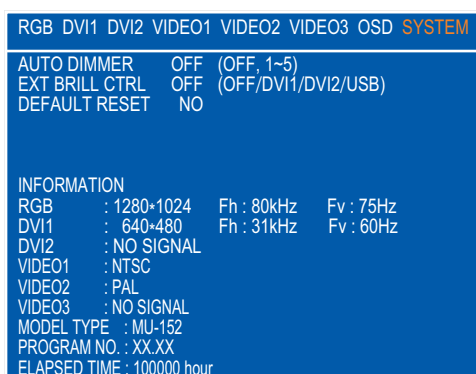 RGB DVI1 DVI2 VIDEO1 VIDEO2 VIDEO3 OSD SYSTEM
AUTO DIMMER OFF (OFF, 1~5)
EXT BRILL CTRL OFF (OFF/DVI1/DVI2/USB)
DEFAULT RESET NO
INFORMATION
RGB : 1280*1024 Fh : 80kHz Fv : 75Hz
DVI1 : 640*480 Fh : 31kHz Fv : 60Hz
DVI2 : NO SIGNAL
VIDEO1 : NTSC
VIDEO2 : PAL
VIDEO3 : NO SIGNAL
MODEL TYPE : MU-152
PROGRAM NO. : XX.XX
ELAPSED TIME : 100000 hour